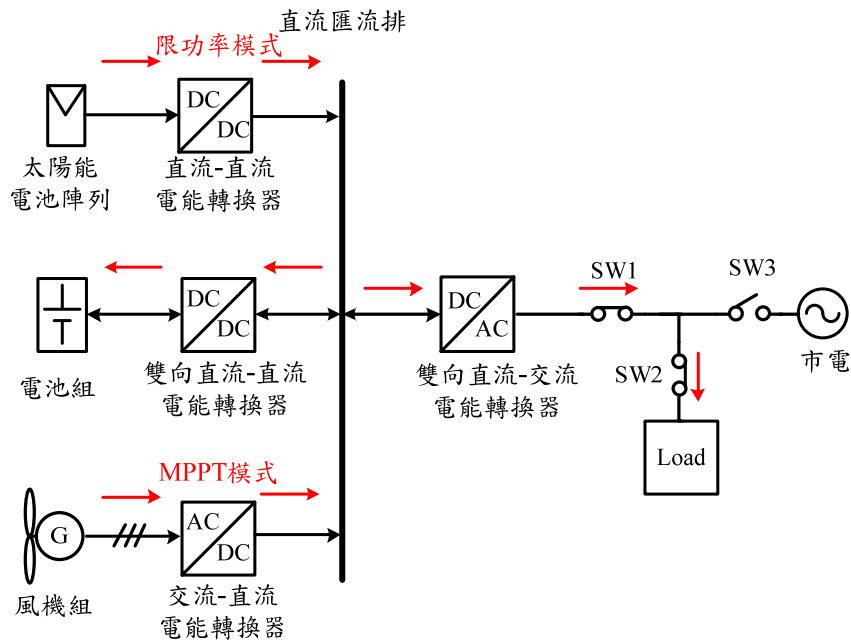 直流匯流排
限功率模式
DC
DC
太陽能
電池陣列
直流-直流
電能轉換器
DC
DC
電池組
雙向直流-直流
電能轉換器
DC
AC
雙向直流-交流
電能轉換器
SW1
SW3
市電
SW2
Load
MPPT模式
G
AC
DC
風機組
交流-直流
電能轉換器